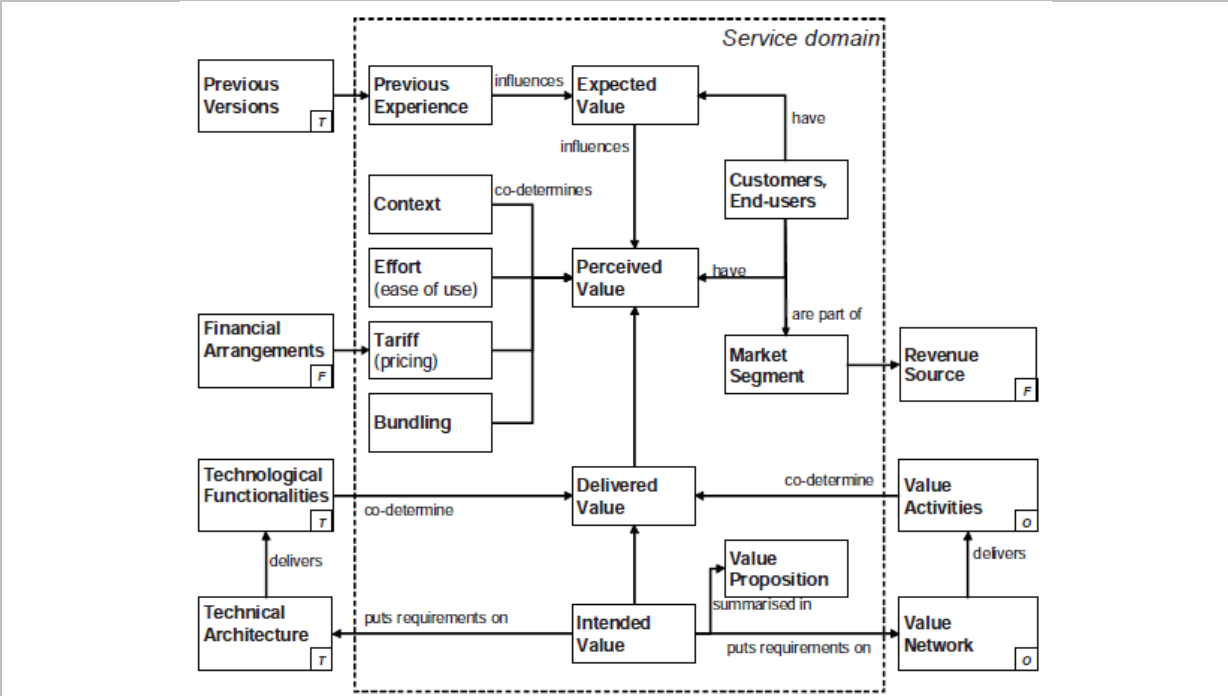 Service domain
Previous
Versions
T
Previous
Experience
influences
Expected
Value
have
influences
Customers,
End-users
Context
co-determines
Effort
(ease of use)
Perceived
Value
have
are part of
Financial
Arrangements
F
Tariff
(pricing)
Market
Segment
Revenue
Source
F
Bundling
Technological
Functionalities
T
co-determine
Delivered
Value
co-determine
Value
Activities
O
delivers
Value
Proposition
delivers
summarised in
Technical
Architecture
T
puts requirements on
Intended
Value
puts requirements on
Value
Network
O